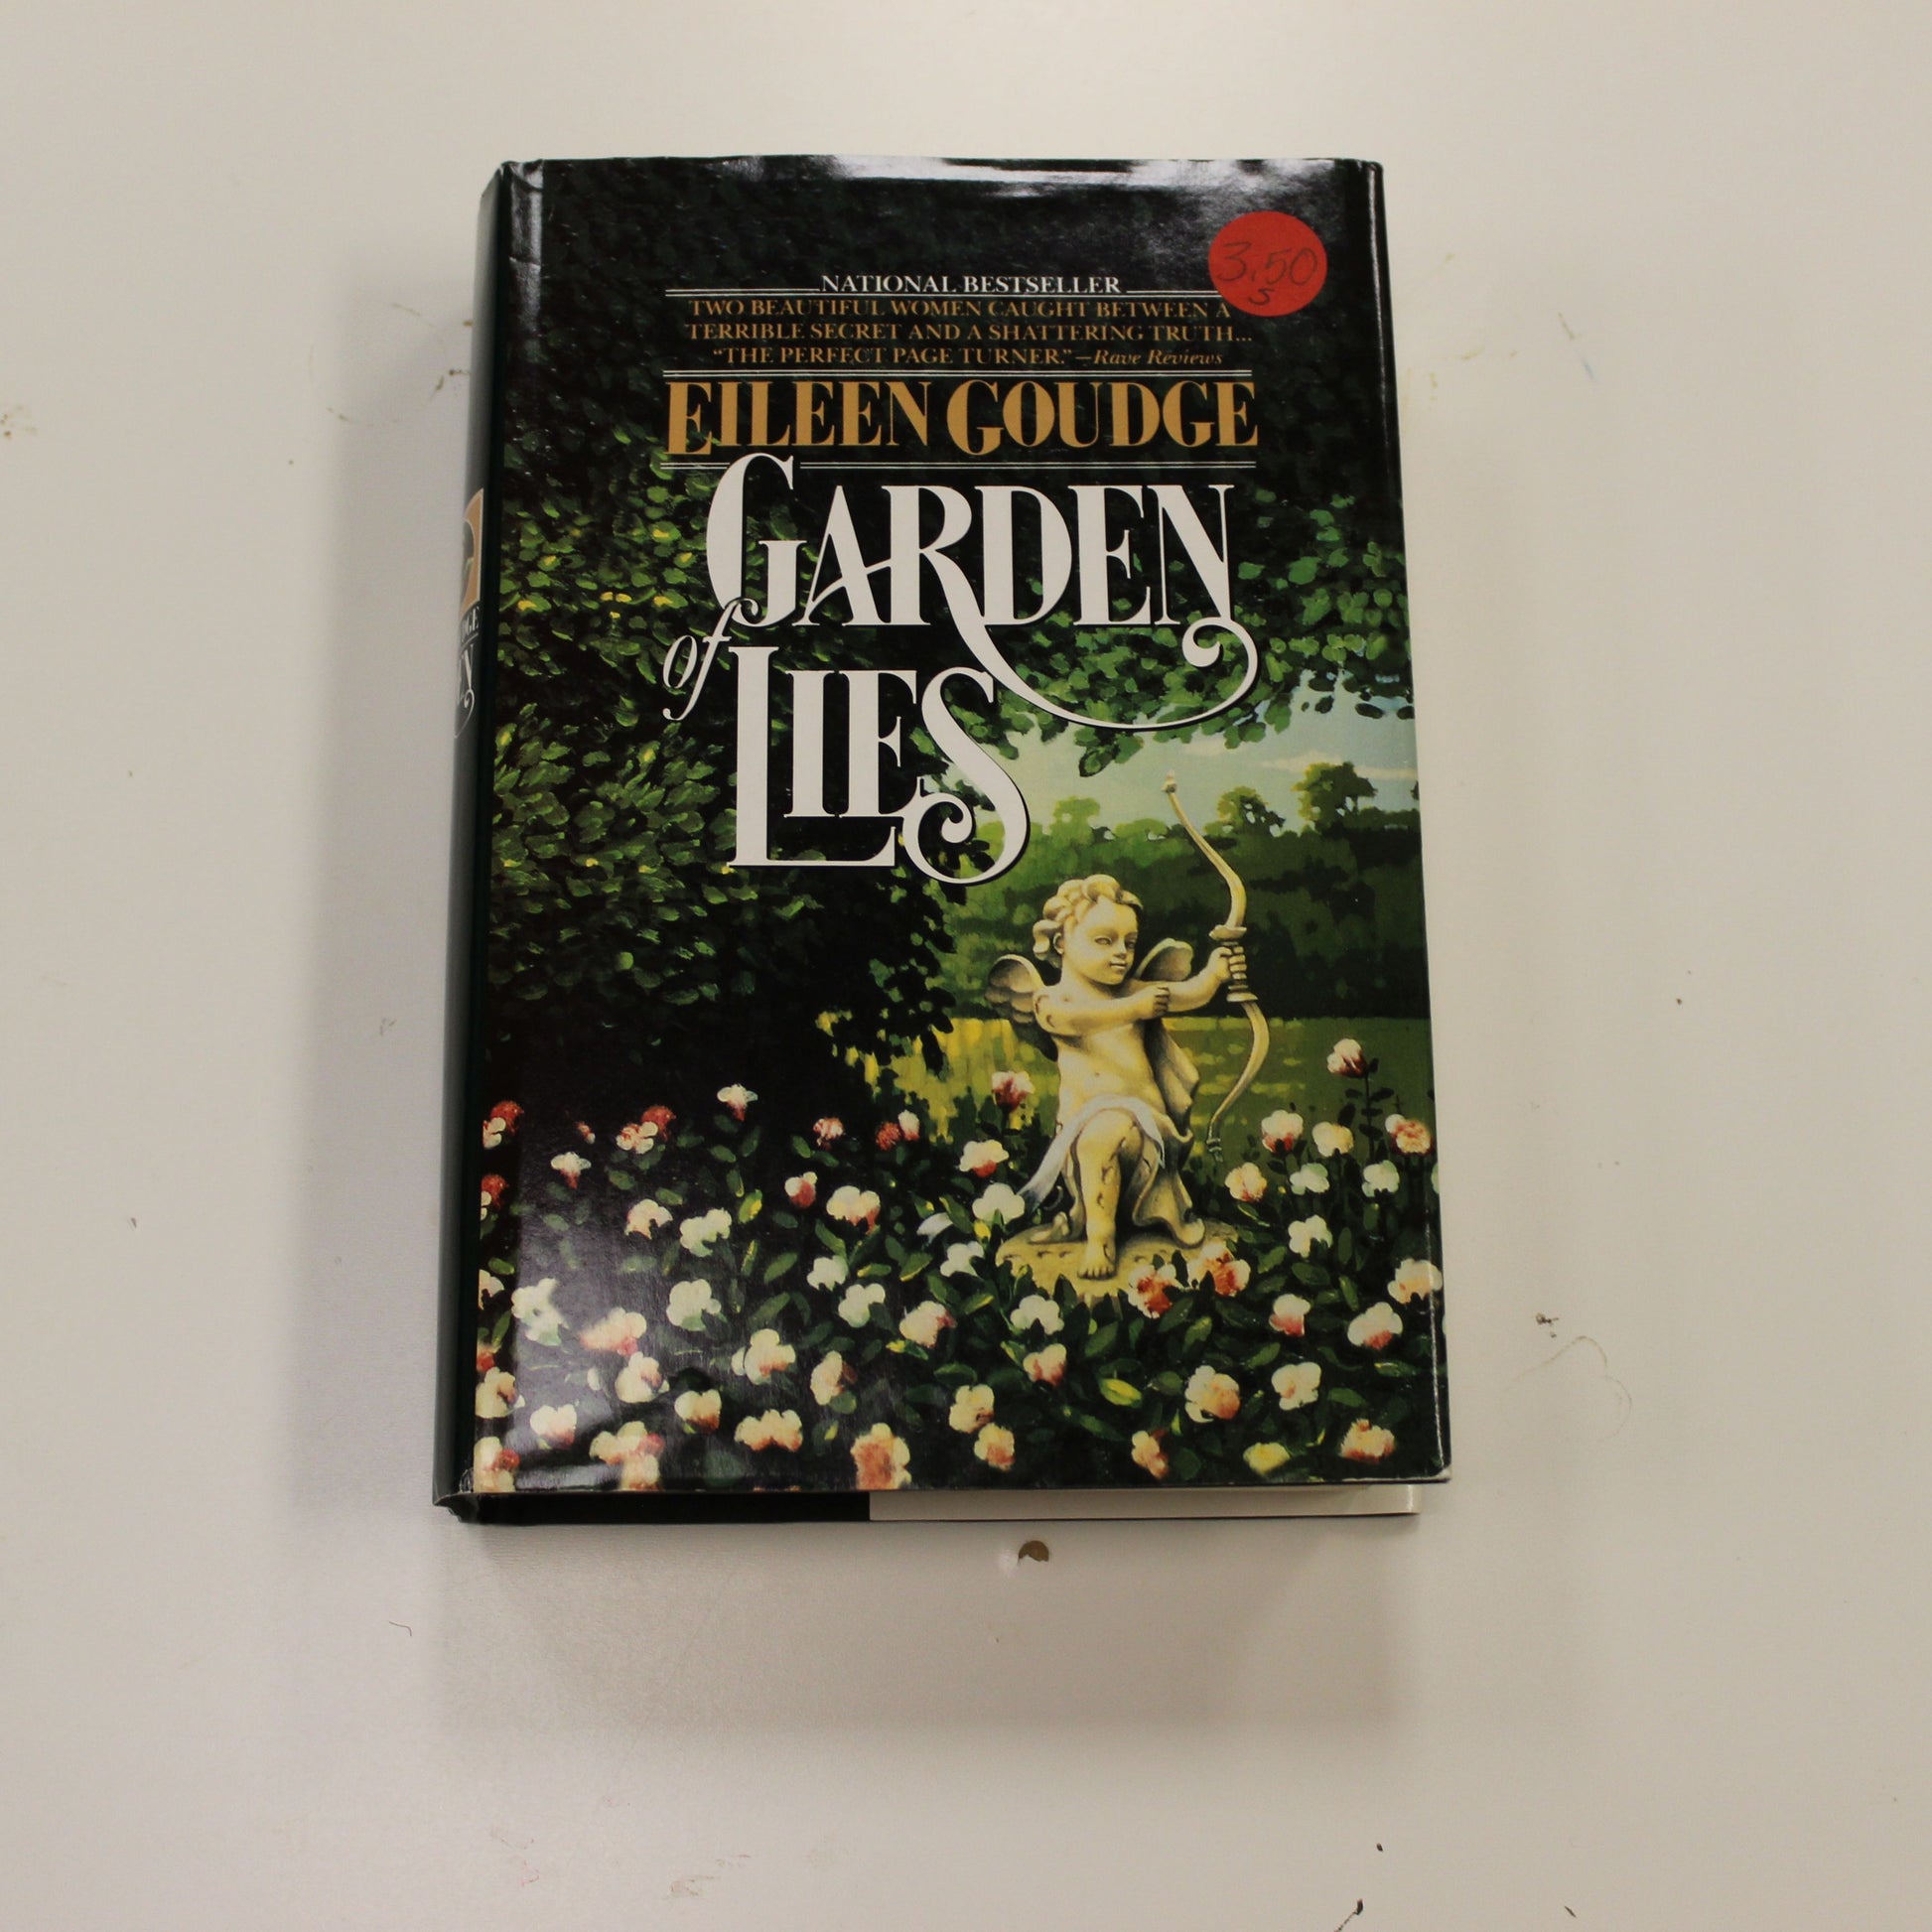 3.50
s
NATIONAL BESTSELLER
TWO BEAUTIFUL WOMEN CAUGHT BETWEEN A
TERRIBLE SECRET AND A SHATTERING TRUTH...
“THE PERFECT PAGE TURNER.” —Rave Reviews
EILEEN GOUDGE
GARDEN
of
LIES